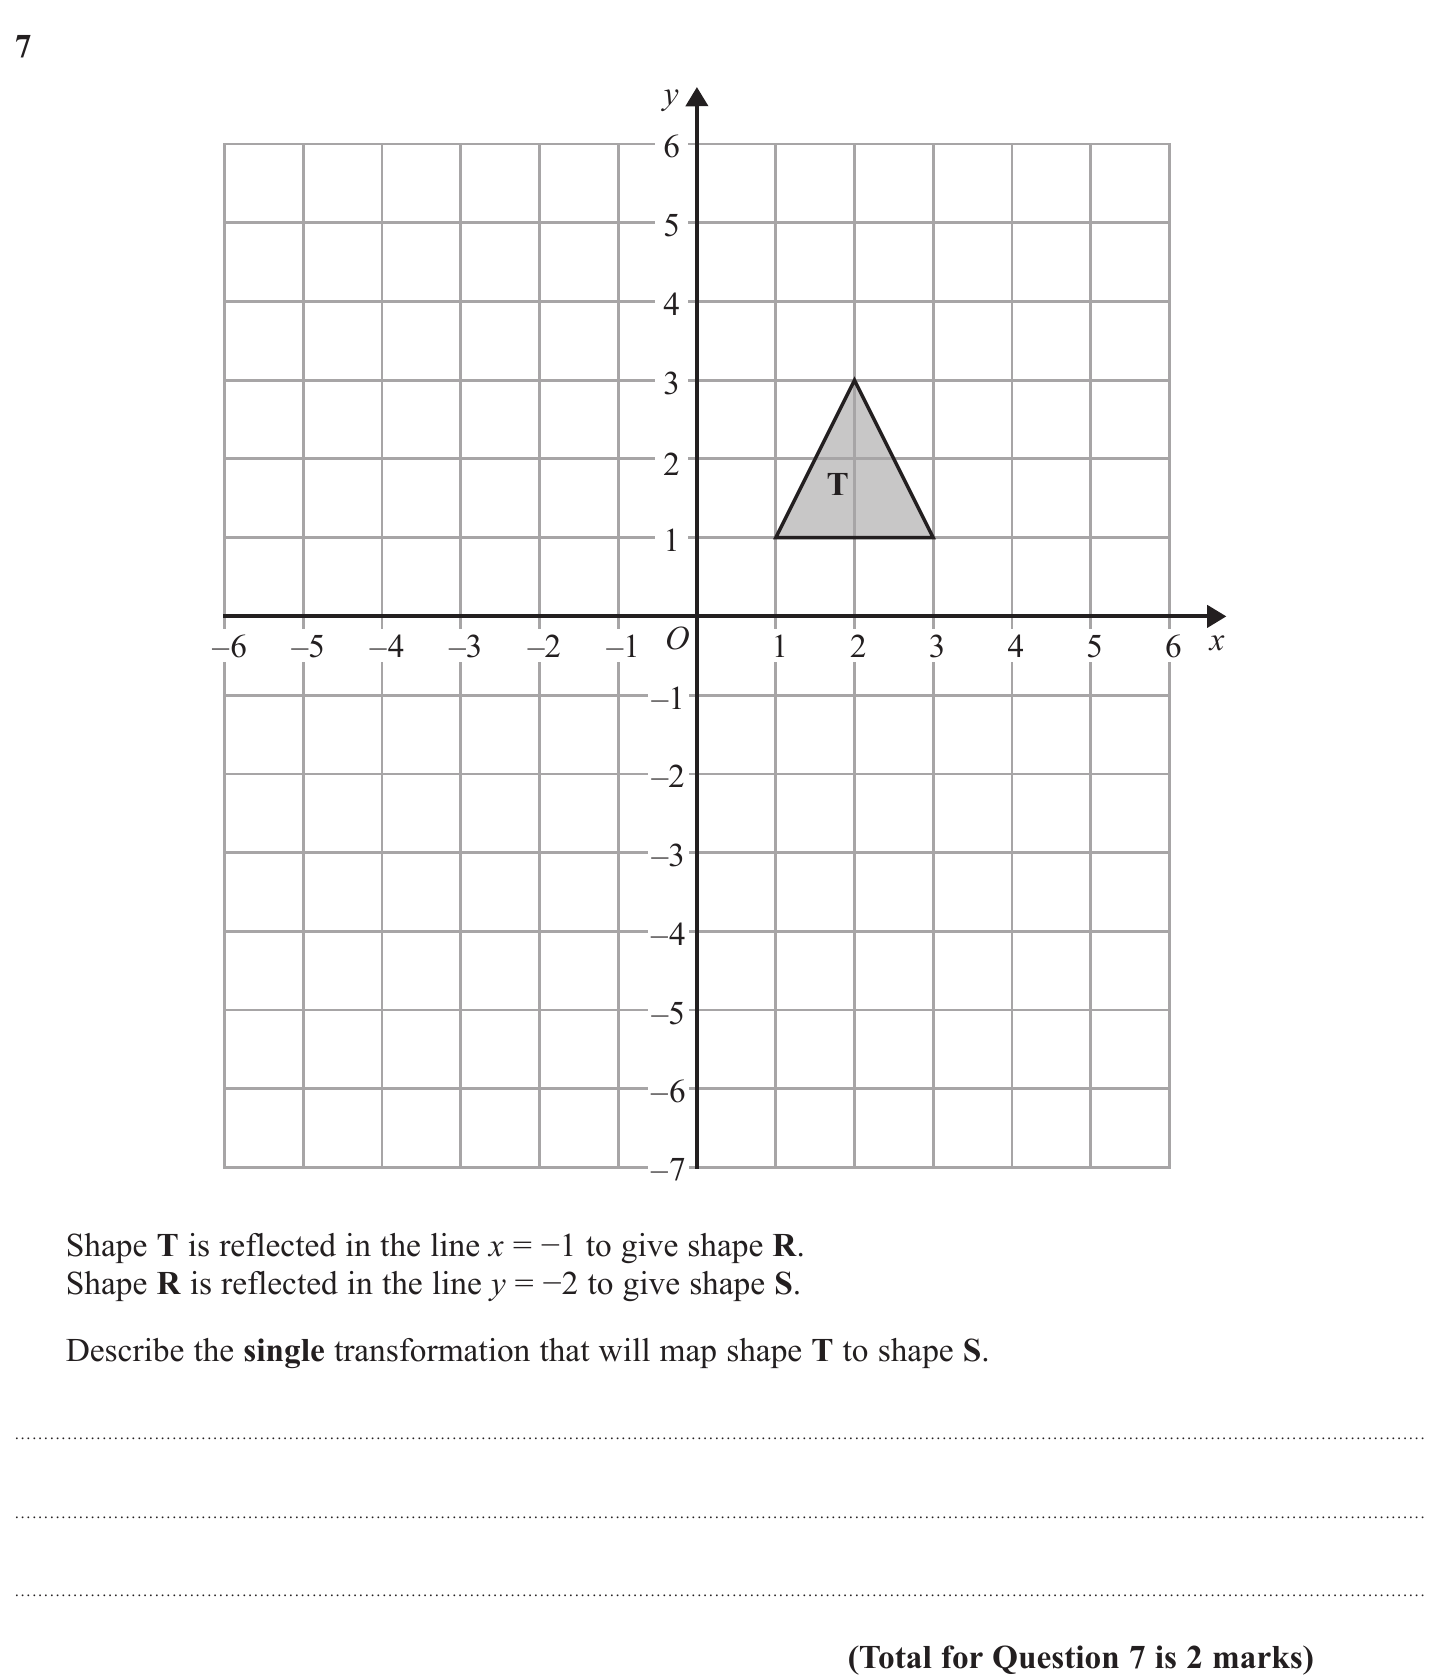 7
y
6
5
4
3
2
T
1
–6 –5 –4 –3 –2 –1 O 1 2 3 4 5 6 x
–1
–2
–3
–4
–5
–6
–7
Shape T is reflected in the line x = −1 to give shape R.
Shape R is reflected in the line y = −2 to give shape S.
Describe the single transformation that will map shape T to shape S.
(Total for Question 7 is 2 marks)